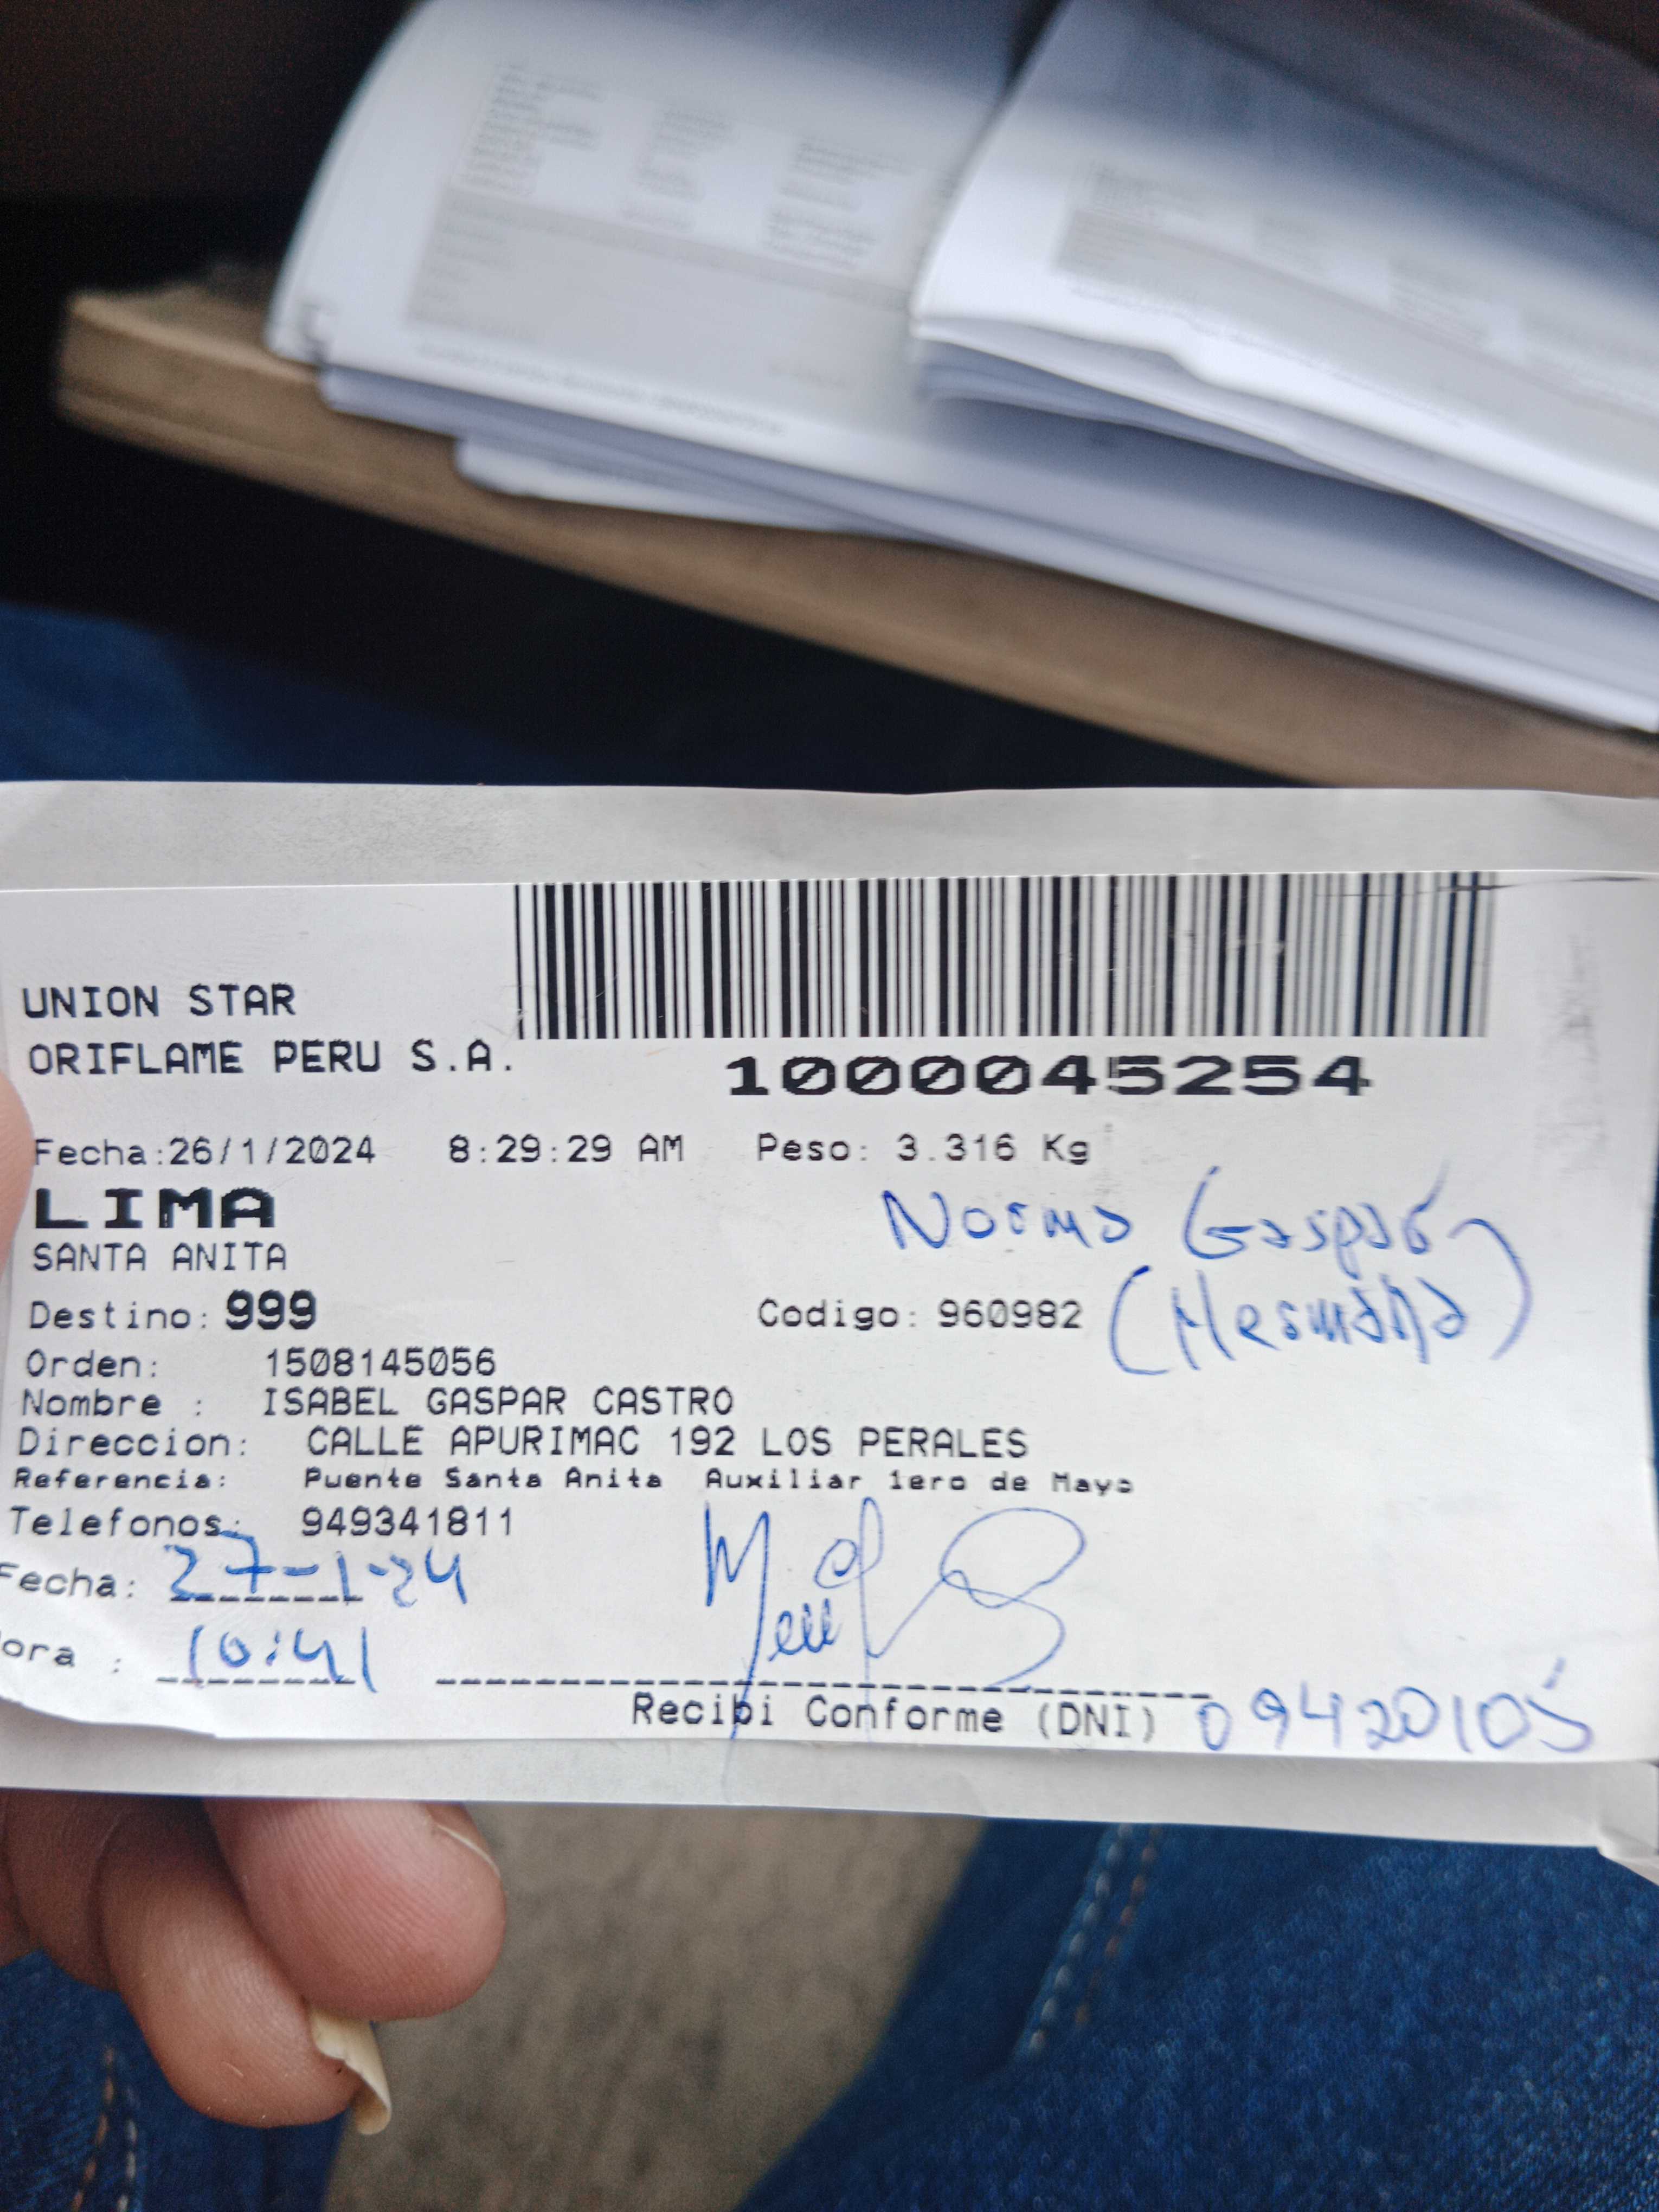 UNION STAR
ORIFLAME PERU S.A.
1000045254
Fecha:26/1/2024 8:29:29 AM Peso: 3.316 Kg
LIMA
Norma Gaspar
SANTA ANITA
(Hermana)
Destino: 999 Codigo: 960982
Orden: 1508145056
Nombre : ISABEL GASPAR CASTRO
Direccion: CALLE APURIMAC 192 LOS PERALES
Referencia: Puente Santa Anita Auxiliar 1ero de Mayo
Telefonos: 949341811
Fecha: 27-1-24
ora : 10:41
Recibi Conforme (DNI) 09420105